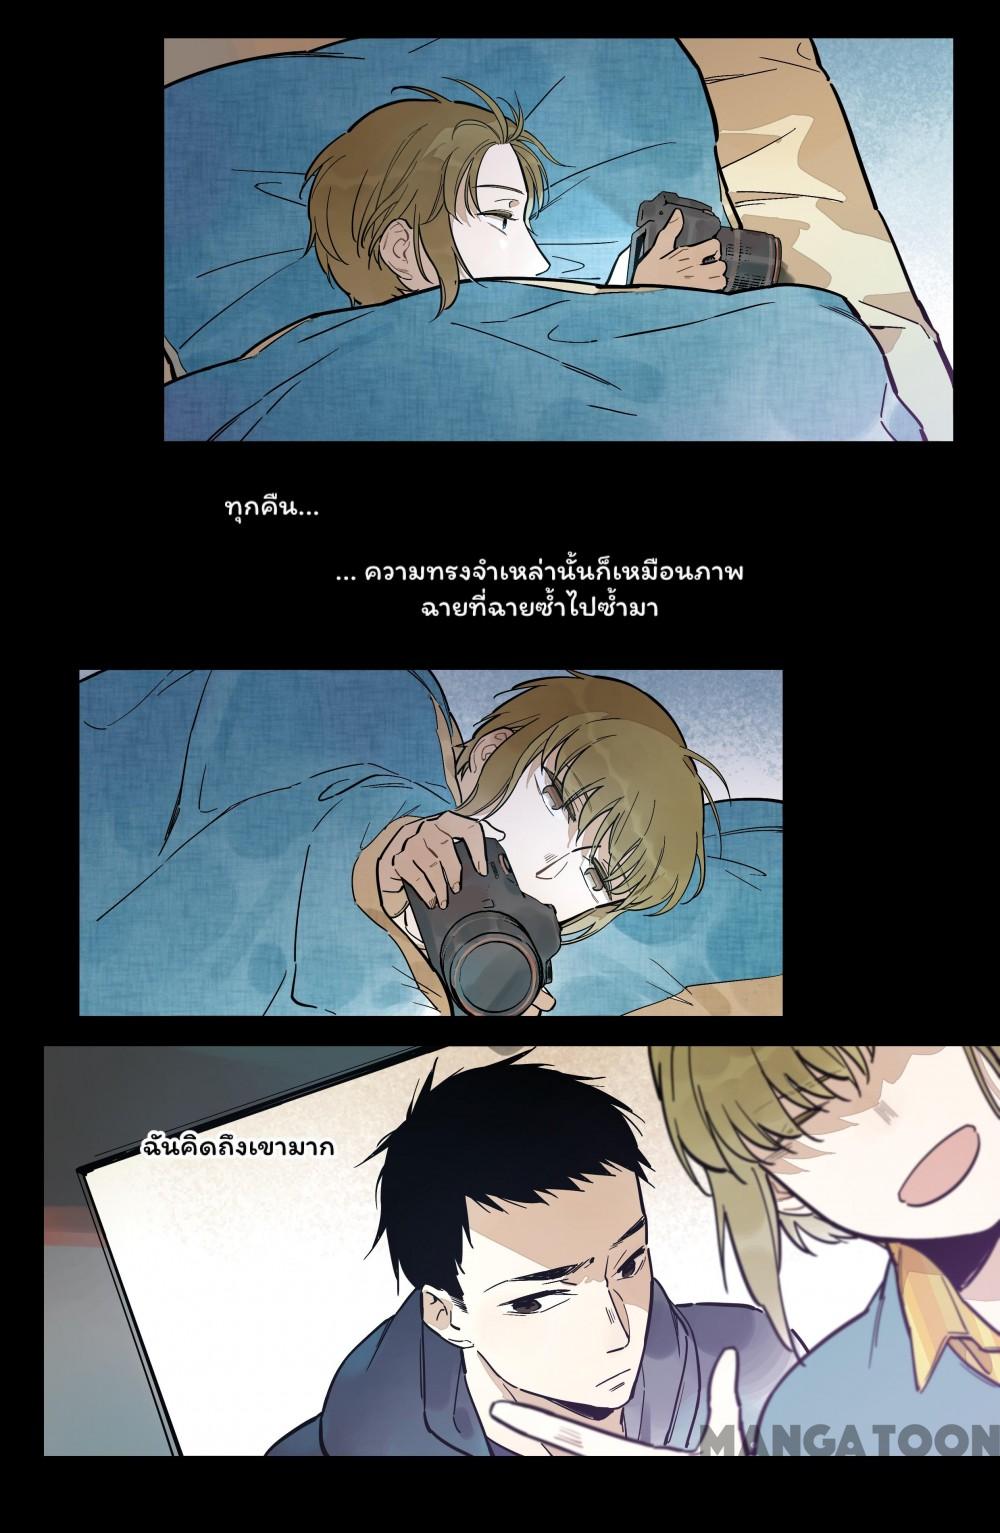 ทุกคืน...
... ความทรงจำเหล่านั้นก็เหมือนภาพ
ฉายที่ฉายซ้ำไปซ้ำมา
ฉันคิดถึงเขามาก
MANGATOON